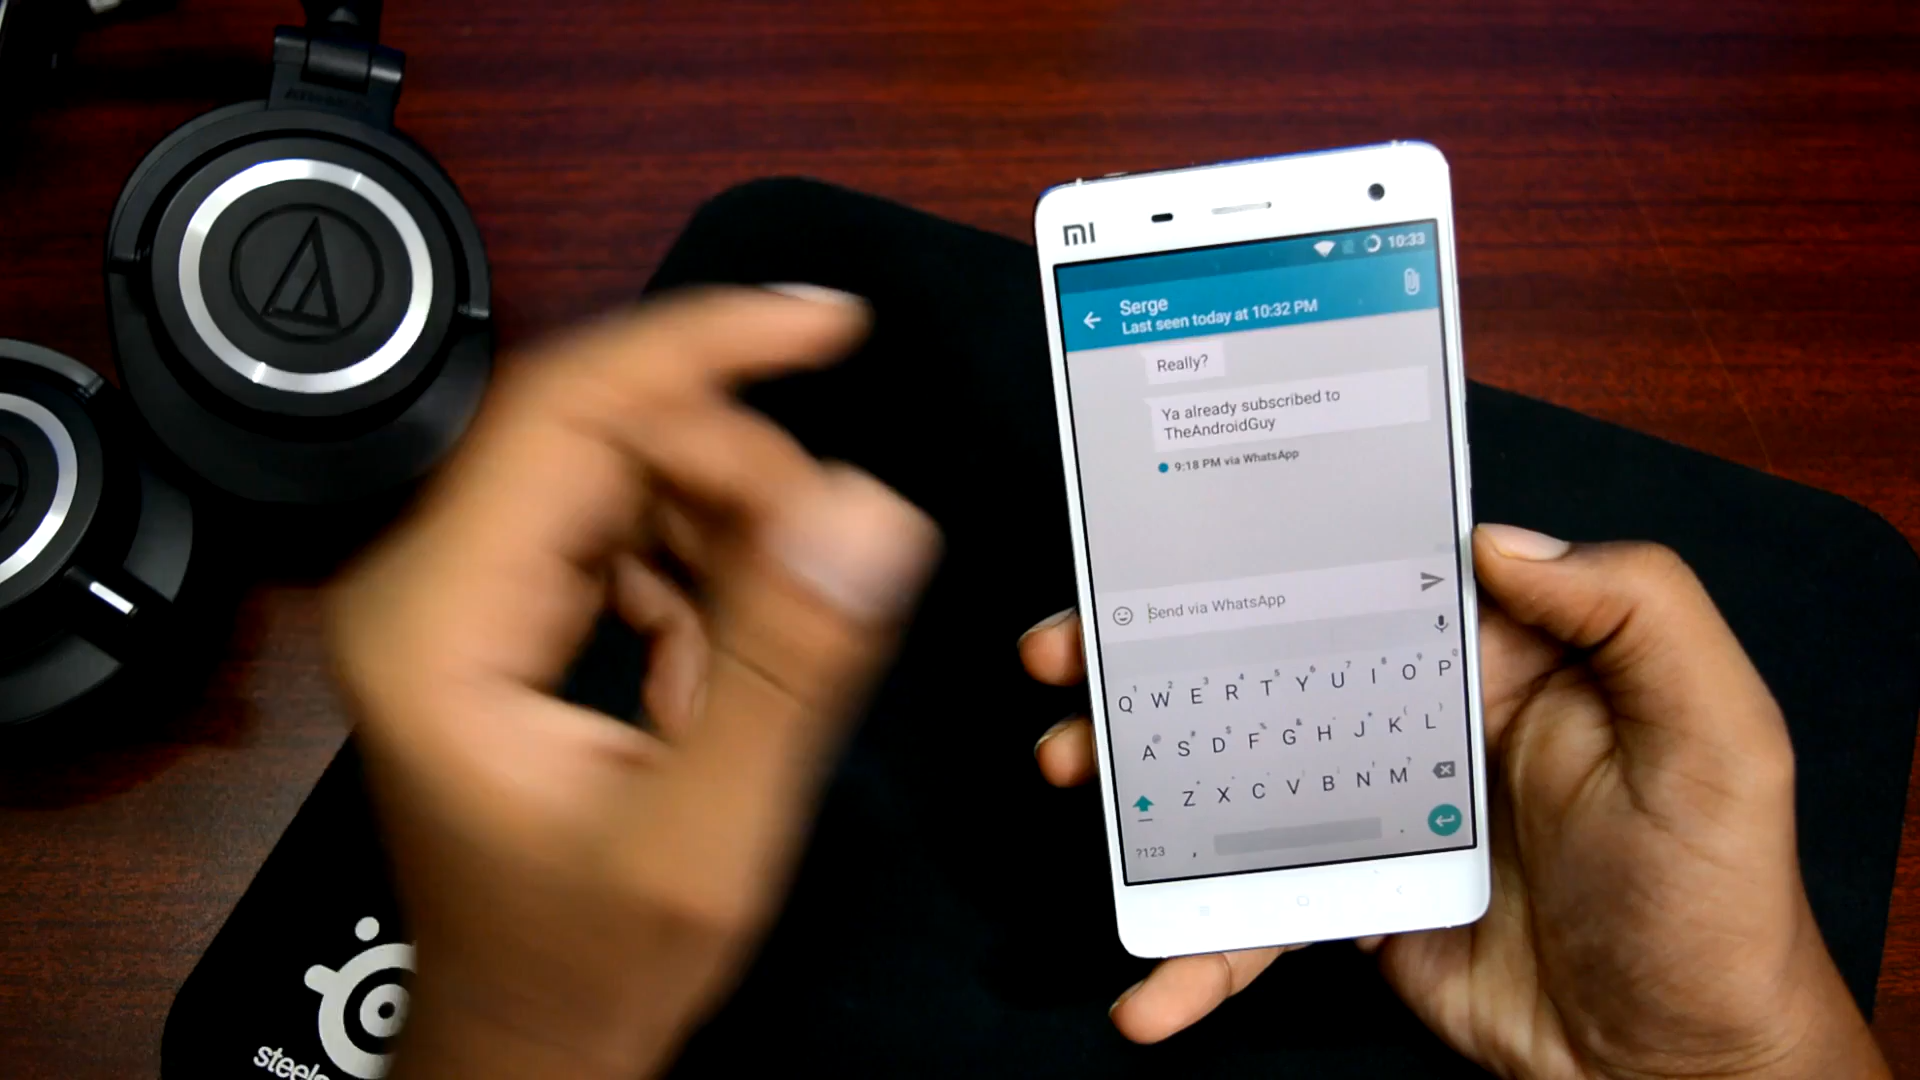 mi
10:33
Serge
Last seen today at 10:32 PM
Really?
Ya already subscribed to
TheAndroidGuy
9:18 PM via WhatsApp
Send via WhatsApp
Q W E R T Y U I O P
A S D F G H J K L
Z X C V B N M
?123 , .
steels